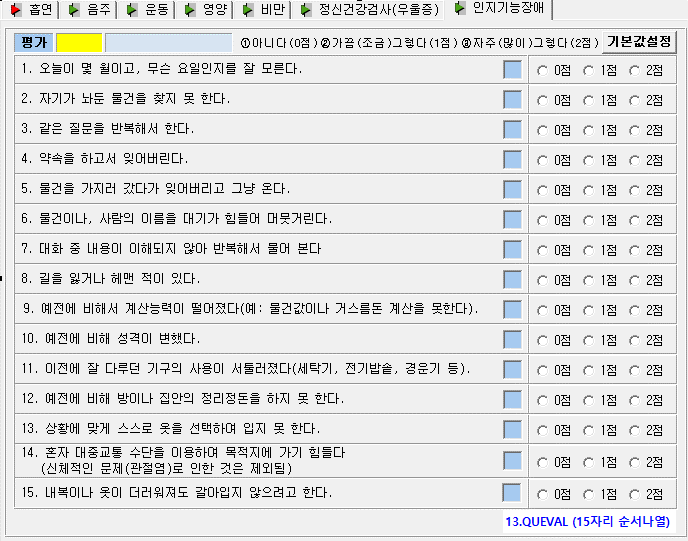 흡연 음주 운동 영양 비만 정신건강검사(우울증) 인지기능장애
평가 ①아니다(0점) ②가끔(조금)그렇다(1점) ③자주(많이)그렇다(2점) 기본값설정
1. 오늘이 몇 월이고, 무슨 요일인지를 잘 모른다. 0점 1점 2점
2. 자기가 놔둔 물건을 찾지 못 한다. 0점 1점 2점
3. 같은 질문을 반복해서 한다. 0점 1점 2점
4. 약속을 하고서 잊어버린다. 0점 1점 2점
5. 물건을 가지러 갔다가 잊어버리고 그냥 온다. 0점 1점 2점
6. 물건이나, 사람의 이름을 대기가 힘들어 머뭇거린다. 0점 1점 2점
7. 대화 중 내용이 이해되지 않아 반복해서 물어 본다 0점 1점 2점
8. 길을 잃거나 헤맨 적이 있다. 0점 1점 2점
9. 예전에 비해서 계산능력이 떨어졌다(예: 물건값이나 거스름돈 계산을 못한다). 0점 1점 2점
10. 예전에 비해 성격이 변했다. 0점 1점 2점
11. 이전에 잘 다루던 기구의 사용이 서툴러졌다(세탁기, 전기밥솥, 경운기 등). 0점 1점 2점
12. 예전에 비해 방이나 집안의 정리정돈을 하지 못 한다. 0점 1점 2점
13. 상황에 맞게 스스로 옷을 선택하여 입지 못 한다. 0점 1점 2점
14. 혼자 대중교통 수단을 이용하여 목적지에 가기 힘들다 0점 1점 2점
(신체적인 문제(관절염)로 인한 것은 제외됨)
15. 내복이나 옷이 더러워져도 갈아입지 않으려고 한다. 0점 1점 2점
13.QUEVAL (15자리 순서나열)